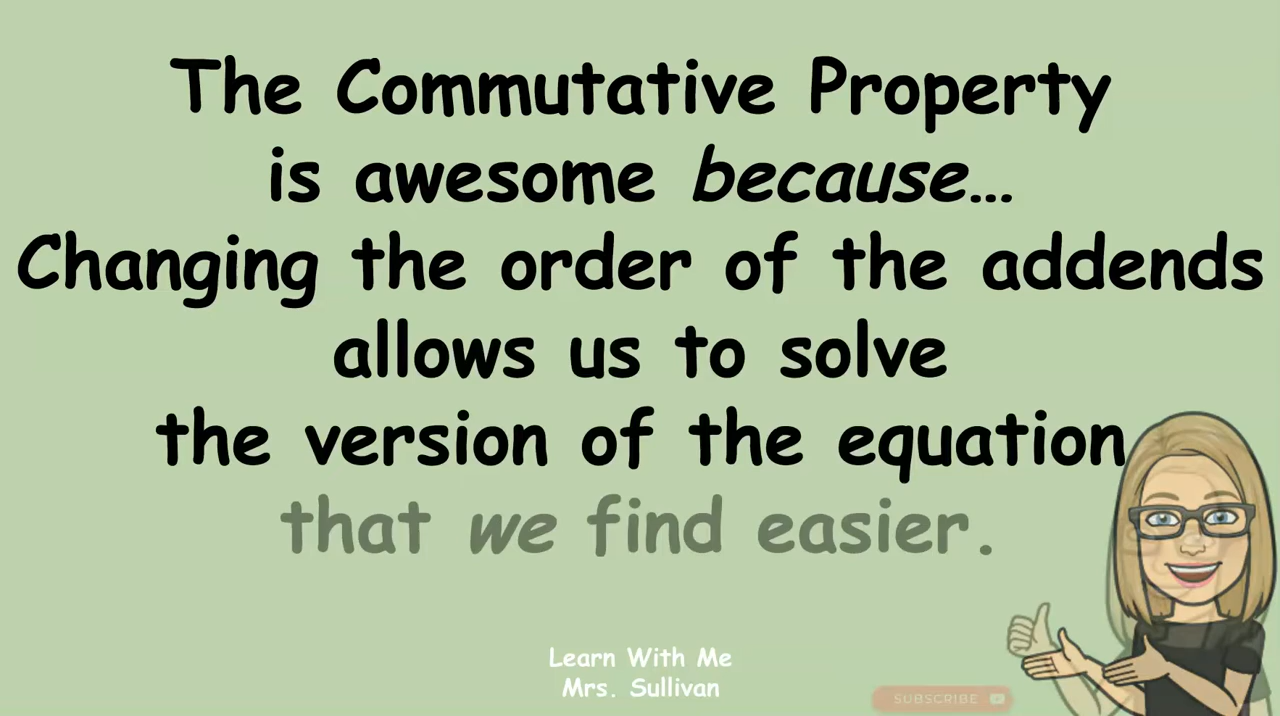 The Commutative Property
is awesome because...
Changing the order of the addends
allows us to solve
the version of the equation
that we find easier.
Learn With Me
Mrs. Sullivan
SUBSCRIBE